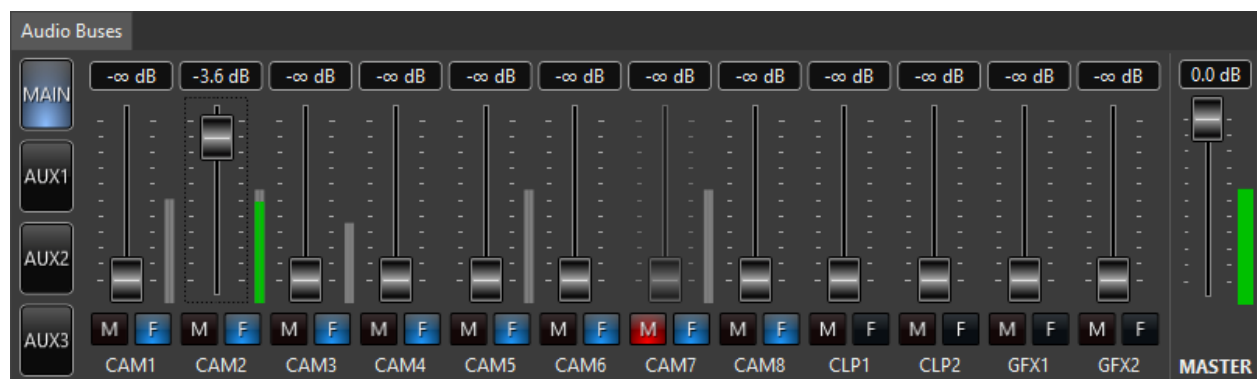 Audio Buses
MAIN
AUX1
AUX2
AUX3
-∞ dB -3.6 dB -∞ dB -∞ dB -∞ dB -∞ dB -∞ dB -∞ dB -∞ dB -∞ dB -∞ dB -∞ dB 0.0 dB
M F M F M F M F M F M F M F M F M F M F M F M F
CAM1 CAM2 CAM3 CAM4 CAM5 CAM6 CAM7 CAM8 CLP1 CLP2 GFX1 GFX2 MASTER